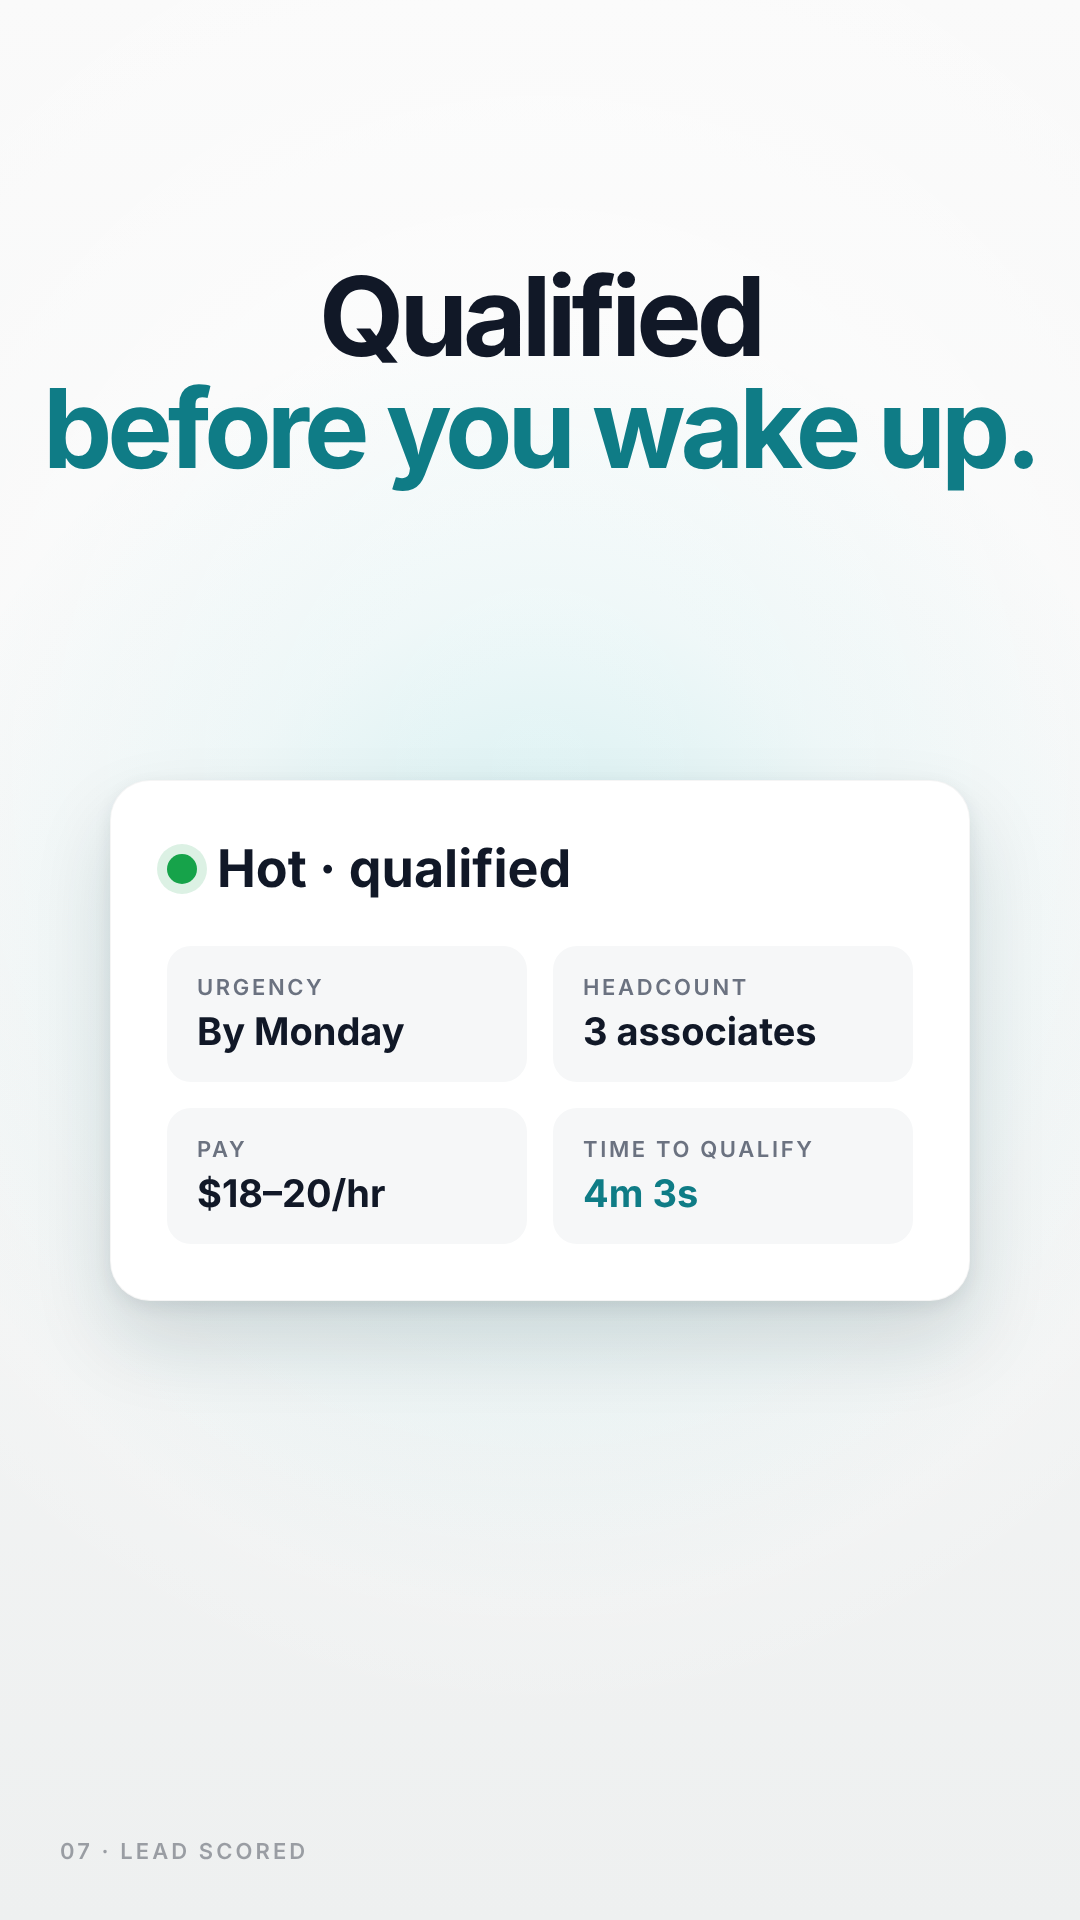 Qualified
before you wake up.
Hot · qualified
URGENCY
By Monday
HEADCOUNT
3 associates
PAY
$18–20/hr
TIME TO QUALIFY
4m 3s
07 · LEAD SCORED